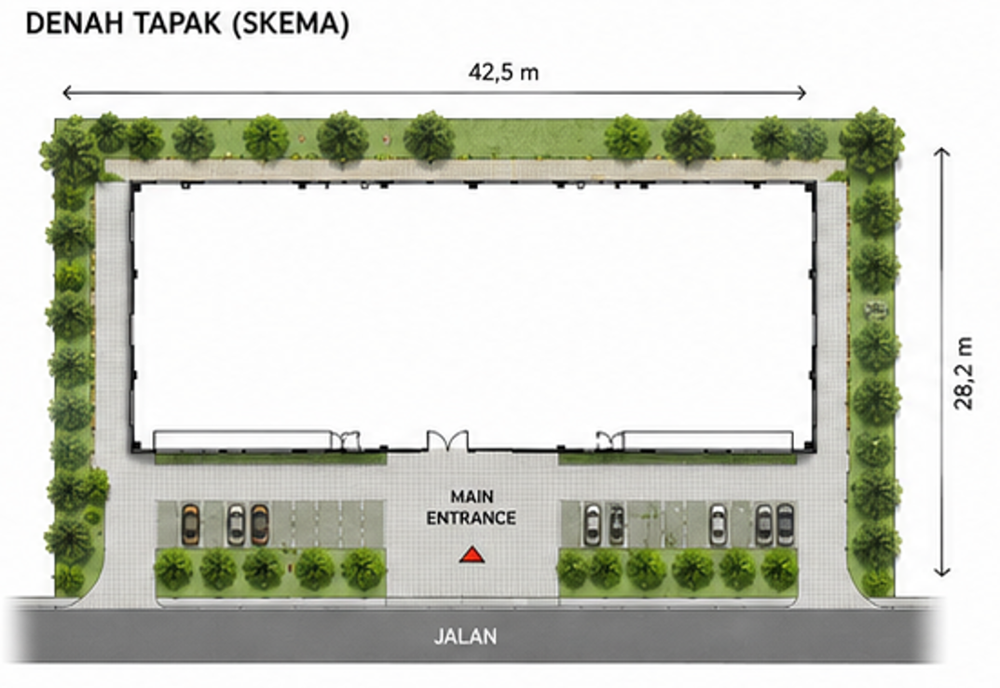 DENAH TAPAK (SKEMA)
42,5 m
28,2 m
MAIN
ENTRANCE
JALAN